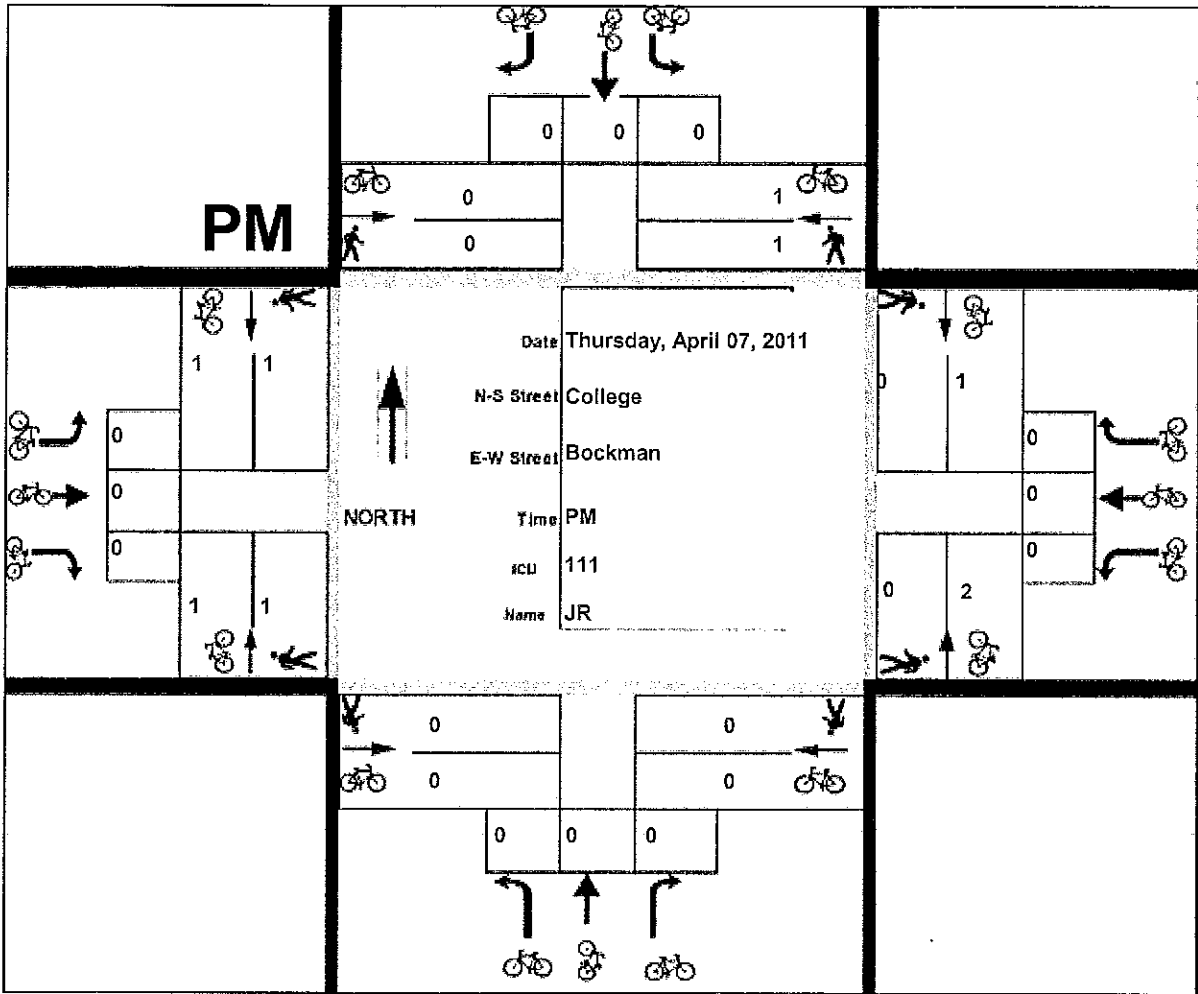 0 0 0
0 1
PM
0 1
Date Thursday, April 07, 2011
1 1
0 1
N-S Street College
0
0
E-W Street Bockman
0
0
NORTH
Time PM
0
0
ICU 111
1 1
0 2
Name JR
0 0
0 0
0 0 0